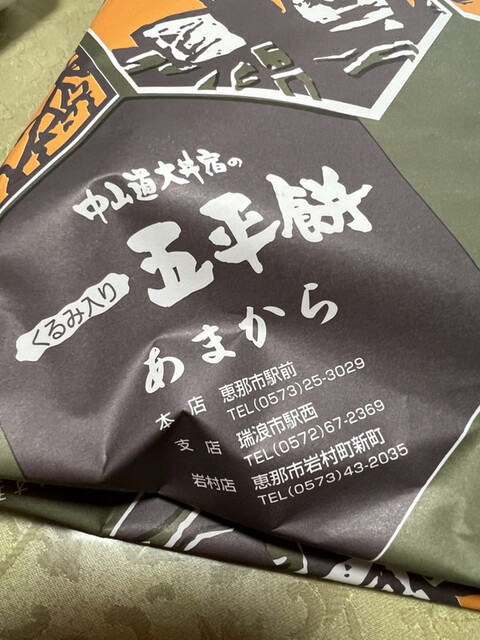 中山道大井宿の
五平餅
くるみ入り
あまから
本店 恵那市駅前
TEL(0573)25-3029
支店 瑞浪市駅西
TEL(0572)67-2369
岩村店 恵那市岩村町新町
TEL(0573)43-2035